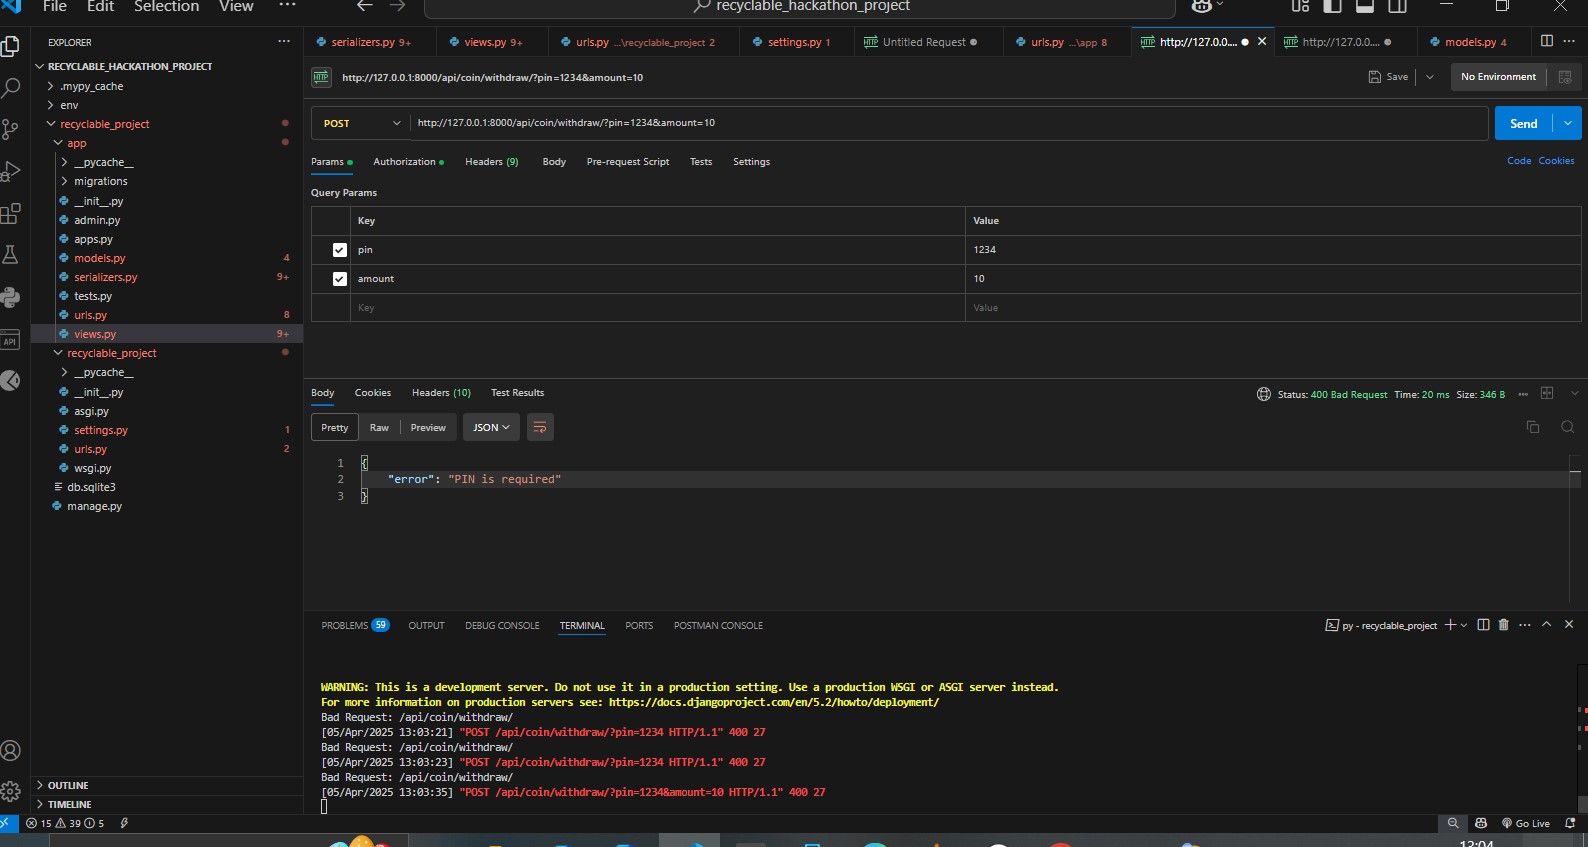 File Edit Selection View ··· recyclable_hackathon_project
EXPLORER ···
serializers.py 9+ views.py 9+ urls.py ...\recyclable_project 2 settings.py 1 HTTP Untitled Request urls.py ...\app 8 HTTP http://127.0.0.... HTTP http://127.0.0.... models.py 4 ···
RECYCLABLE_HACKATHON_PROJECT
.mypy_cache
env
recyclable_project
app
__pycache__
migrations
__init__.py
admin.py
apps.py
models.py 4
serializers.py 9+
tests.py
urls.py 8
views.py 9+
recyclable_project
__pycache__
__init__.py
asgi.py
settings.py 1
urls.py 2
wsgi.py
db.sqlite3
manage.py
OUTLINE
TIMELINE
API
HTTP http://127.0.0.1:8000/api/coin/withdraw/?pin=1234&amount=10 Save No Environment
POST http://127.0.0.1:8000/api/coin/withdraw/?pin=1234&amount=10 Send
Params Authorization Headers (9) Body Pre-request Script Tests Settings Code Cookies
Query Params
Key Value
pin 1234
amount 10
Key Value
Body Cookies Headers (10) Test Results Status: 400 Bad Request Time: 20 ms Size: 346 B ···
Pretty Raw Preview JSON
1 {
2 "error": "PIN is required"
3 }
PROBLEMS 59 OUTPUT DEBUG CONSOLE TERMINAL PORTS POSTMAN CONSOLE py - recyclable_project ···
WARNING: This is a development server. Do not use it in a production setting. Use a production WSGI or ASGI server instead.
For more information on production servers see: https://docs.djangoproject.com/en/5.2/howto/deployment/
Bad Request: /api/coin/withdraw/
[05/Apr/2025 13:03:21] "POST /api/coin/withdraw/?pin=1234 HTTP/1.1" 400 27
Bad Request: /api/coin/withdraw/
[05/Apr/2025 13:03:23] "POST /api/coin/withdraw/?pin=1234 HTTP/1.1" 400 27
Bad Request: /api/coin/withdraw/
[05/Apr/2025 13:03:35] "POST /api/coin/withdraw/?pin=1234&amount=10 HTTP/1.1" 400 27
15 39 5 Go Live